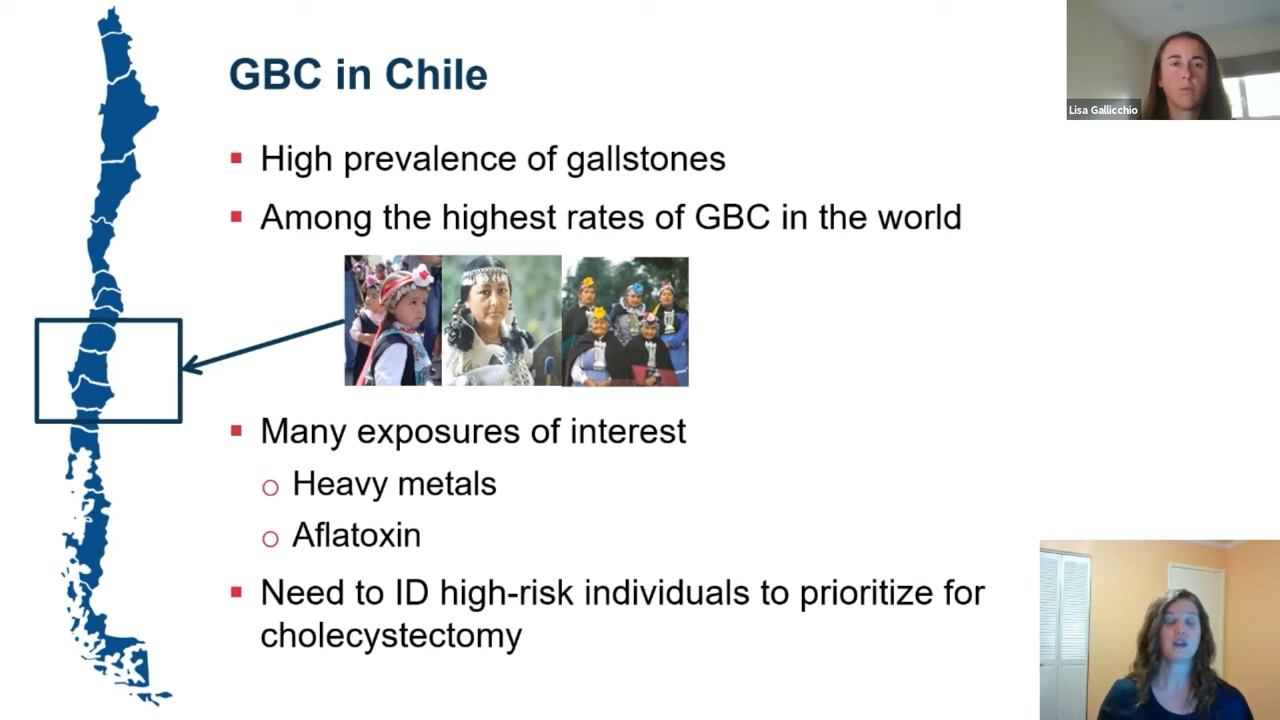 GBC in Chile
Lisa Gallicchio
▪ High prevalence of gallstones
▪ Among the highest rates of GBC in the world
▪ Many exposures of interest
o Heavy metals
o Aflatoxin
▪ Need to ID high-risk individuals to prioritize for
cholecystectomy